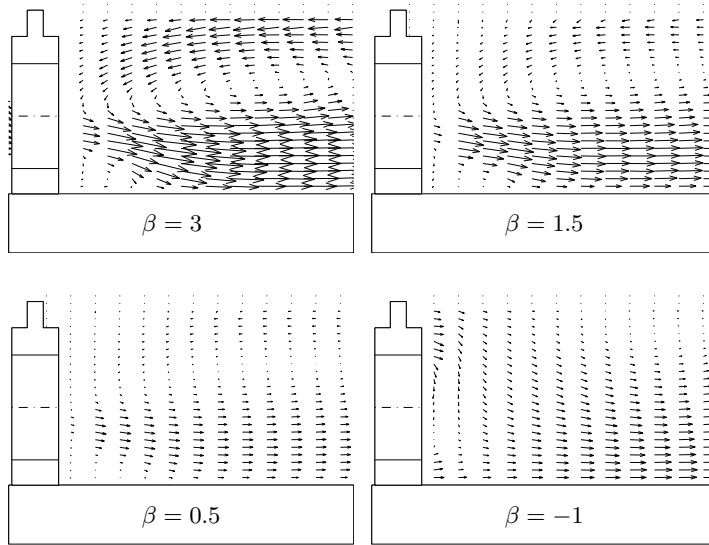 β = 3
β = 1.5
β = 0.5
β = −1